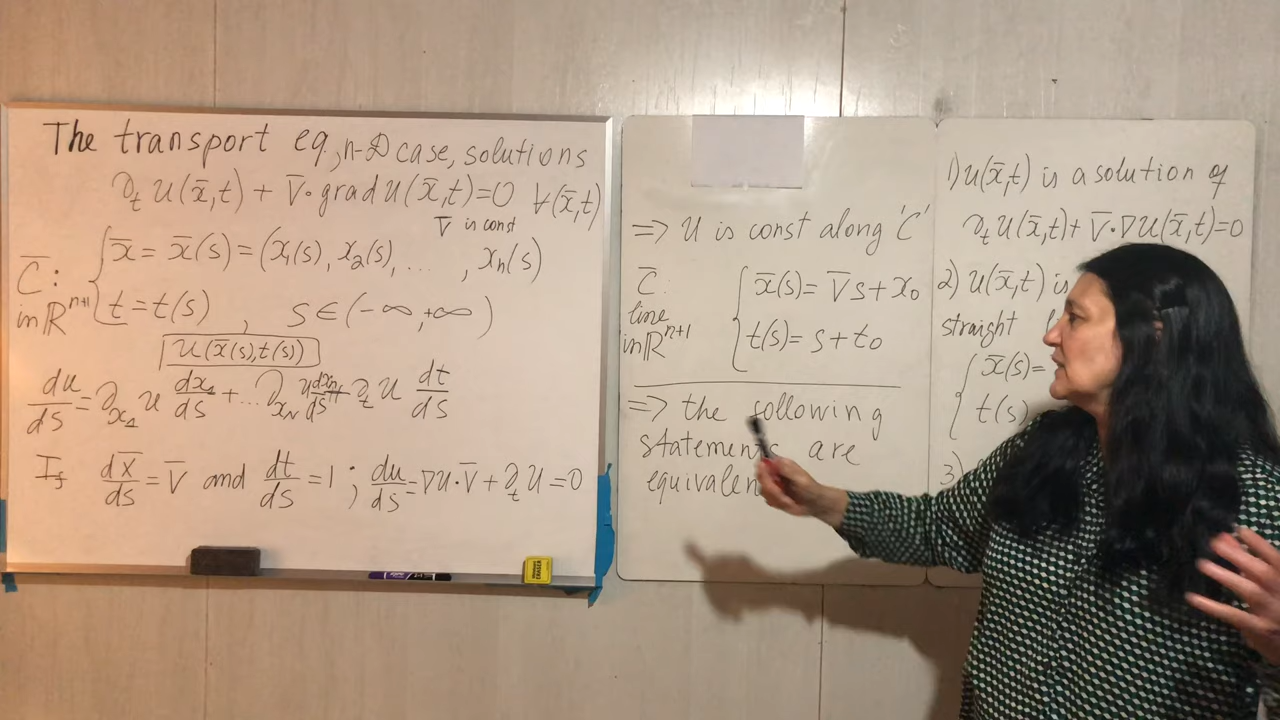 The transport eq, n-D case, solutions
∂ₜ u(x̄,t) + v̄·grad u(x̄,t)=0 ∀(x̄,t)
v̄ is const
C̄: { x̄ = x̄(s) = (x₁(s), x₂(s), ... , xₙ(s)
in ℝⁿ⁺¹ { t = t(s) , s ∈ (-∞,+∞)
u(x̄(s),t(s))
du/ds = ∂ₓ₁ u dx₁/ds + ... ∂ₓₙ u dxₙ/ds + ∂ₜ u dt/ds
If dx̄/ds = v̄ and dt/ds = 1 ; du/ds = ∇u·v̄ + ∂ₜ u = 0
=> u is const along 'C'
C̄: { x̄(s) = v̄s + x₀
line
in ℝⁿ⁺¹ { t(s) = s + t₀
=> the following
statements are
1) u(x̄,t) is a solution of
∂ₜ u(x̄,t) + v̄·∇u(x̄,t)=0
2) u(x̄,t) is
straight
{ x̄(s) =
{ t(s)
3)
ERASER